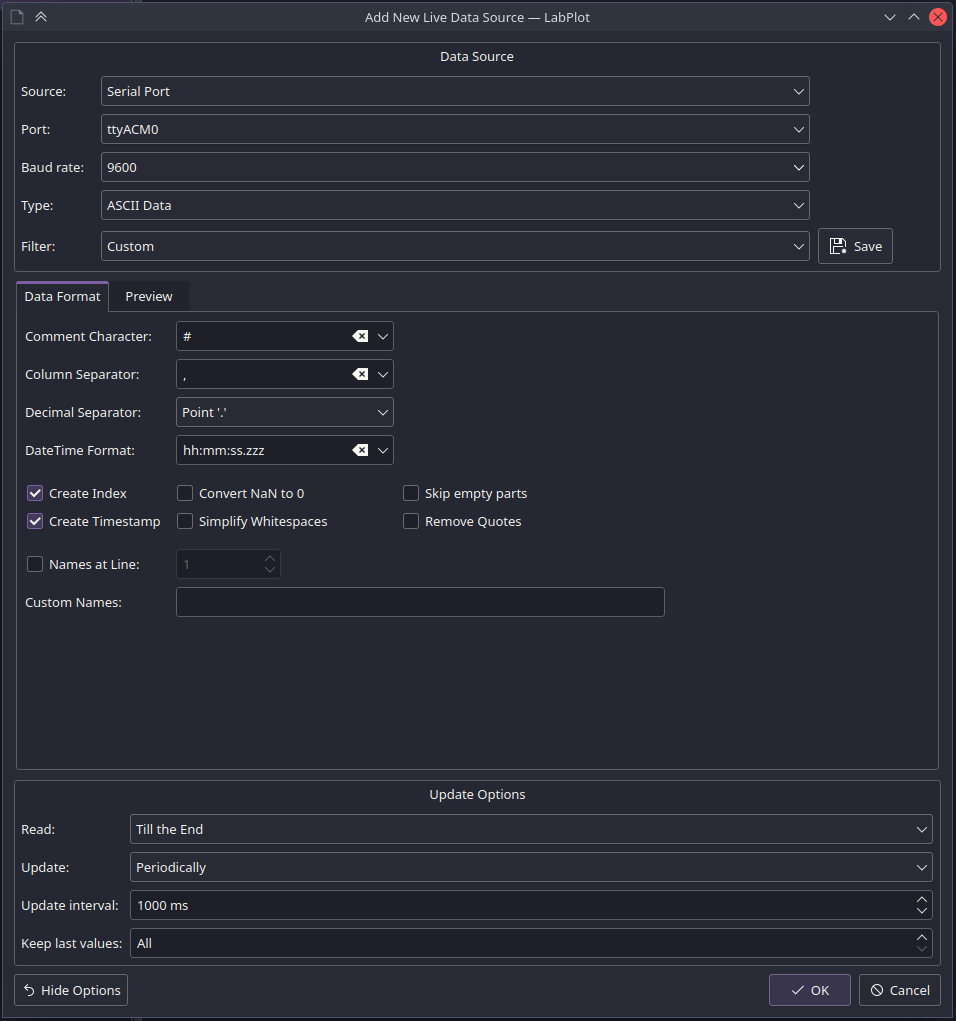 Add New Live Data Source — LabPlot
Data Source
Source: Serial Port
Port: ttyACM0
Baud rate: 9600
Type: ASCII Data
Filter: Custom Save
Data Format Preview
Comment Character: #
Column Separator: ,
Decimal Separator: Point '.'
DateTime Format: hh:mm:ss.zzz
Create Index Convert NaN to 0 Skip empty parts
Create Timestamp Simplify Whitespaces Remove Quotes
Names at Line: 1
Custom Names:
Update Options
Read: Till the End
Update: Periodically
Update interval: 1000 ms
Keep last values: All
Hide Options OK Cancel